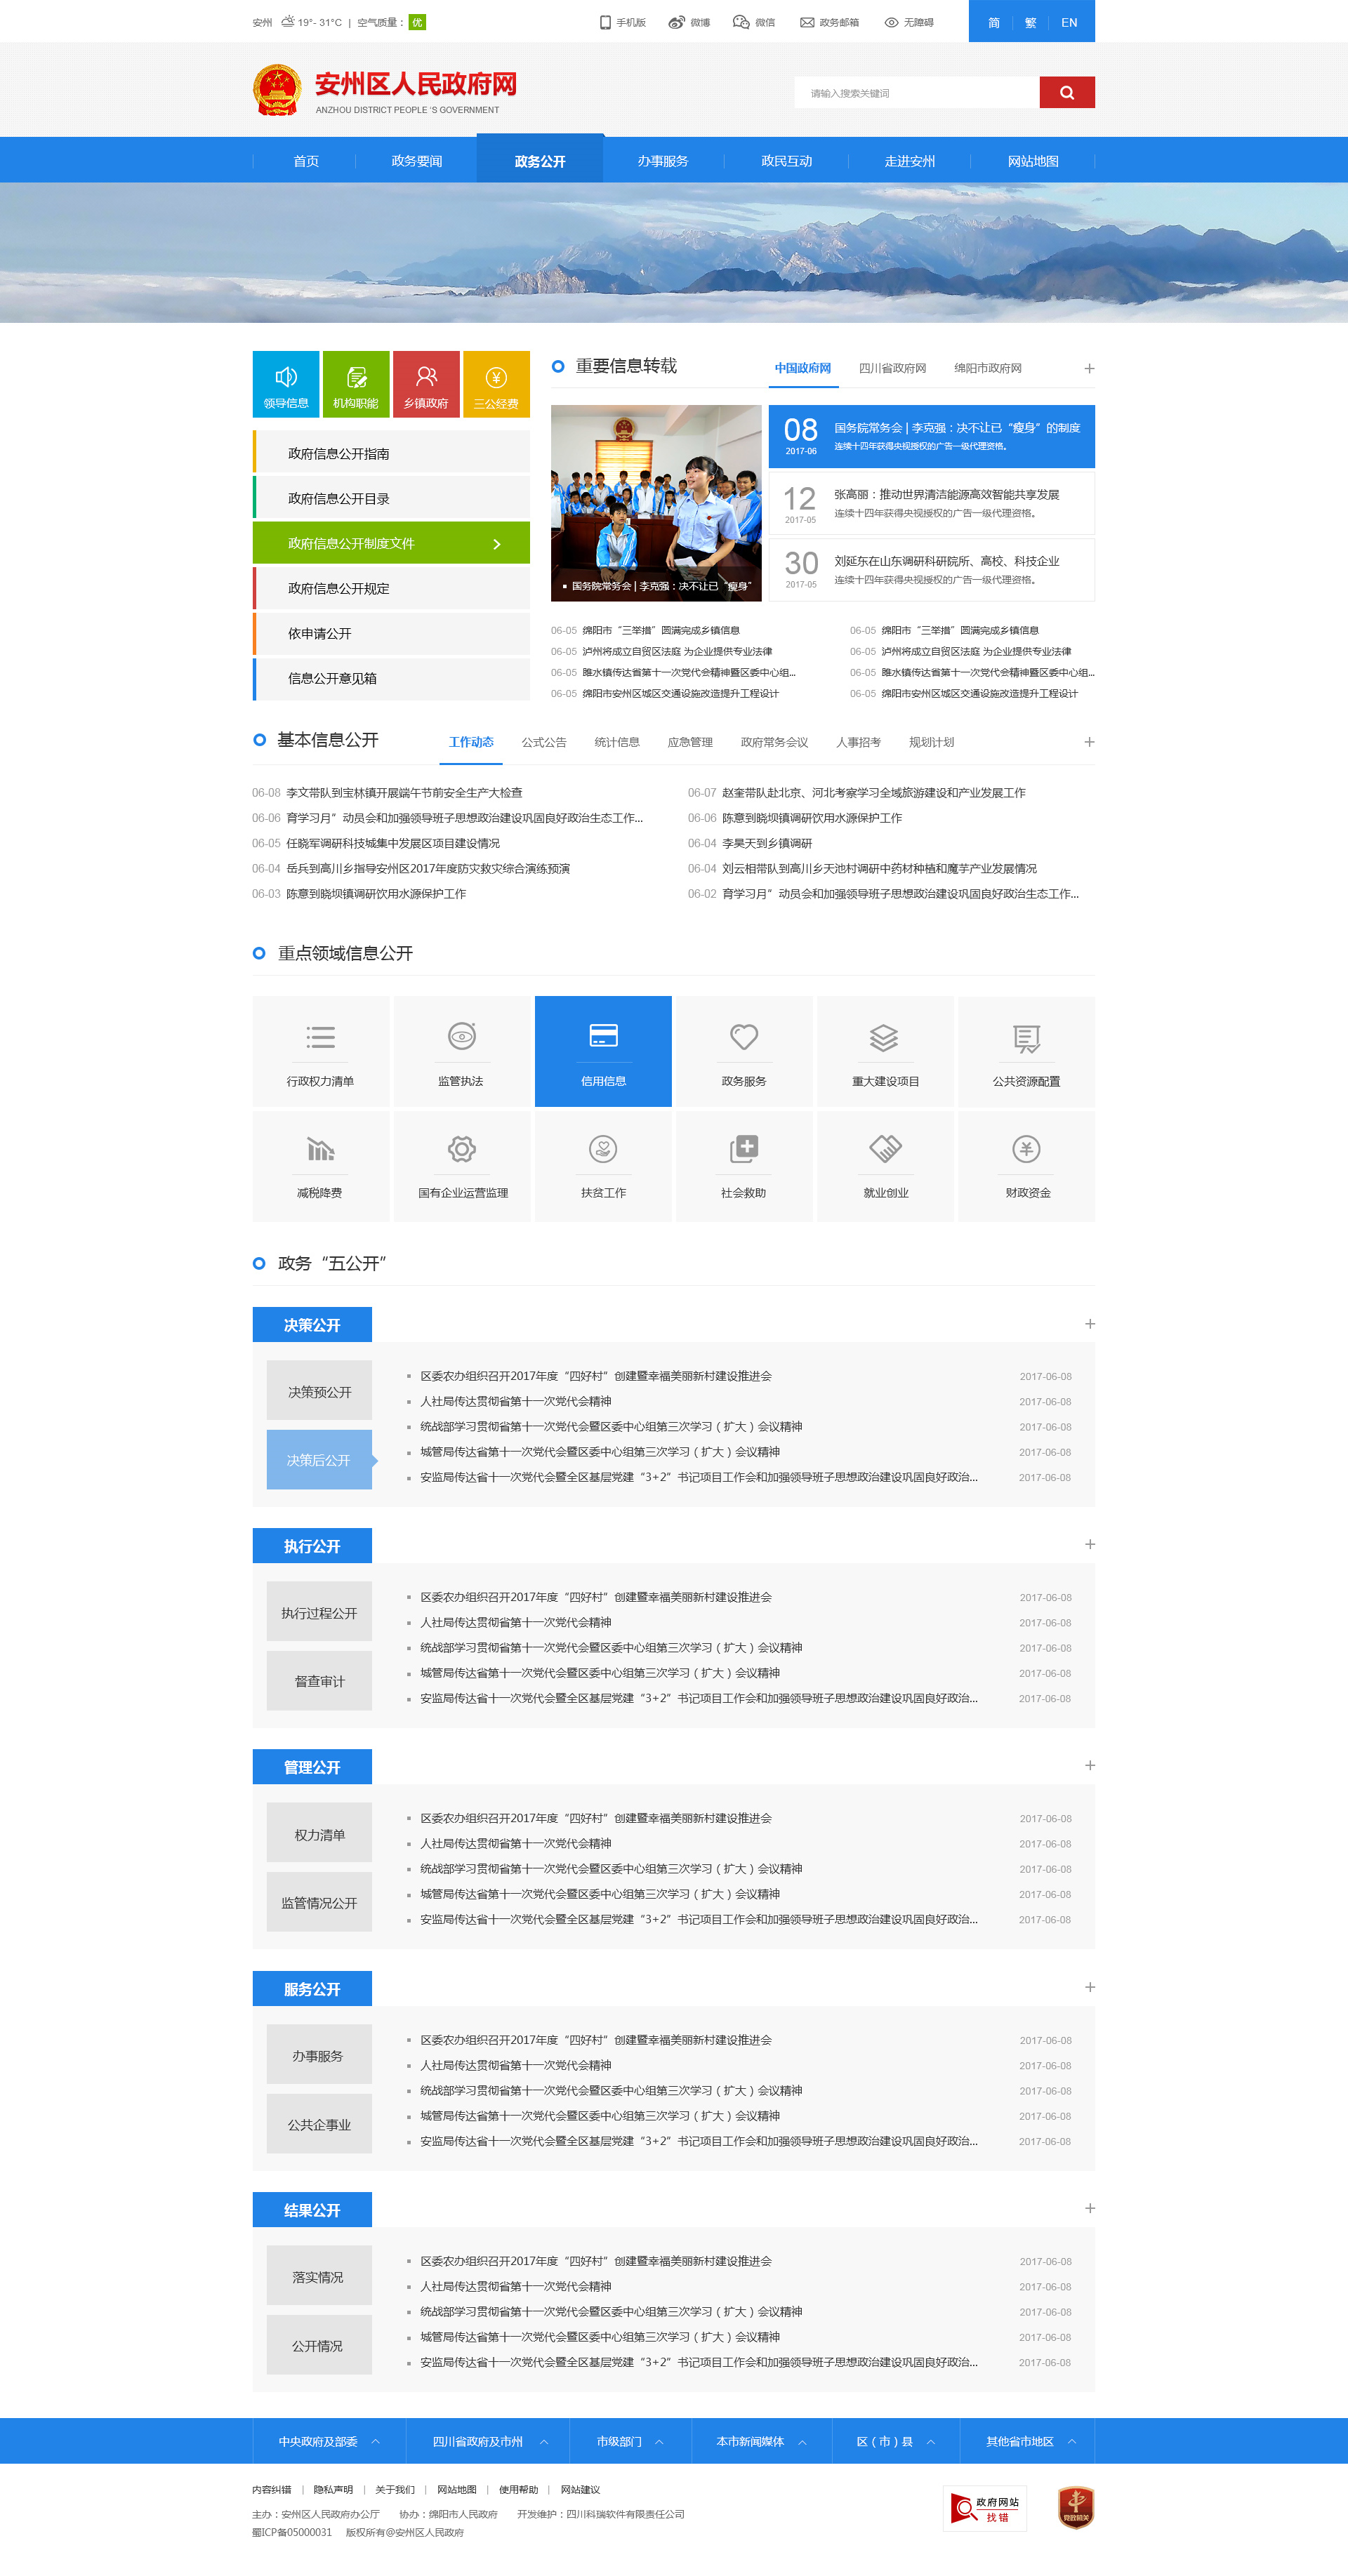 安州 19°- 31°C | 空气质量： 优 手机版 微博 微信 政务邮箱 无障碍 简 繁 EN
安州区人民政府网
ANZHOU DISTRICT PEOPLE 'S GOVERNMENT
请输入搜索关键词
首页 政务要闻 政务公开 办事服务 政民互动 走进安州 网站地图
领导信息 机构职能 乡镇政府 三公经费
政府信息公开指南
政府信息公开目录
政府信息公开制度文件
政府信息公开规定
依申请公开
信息公开意见箱
重要信息转载 中国政府网 四川省政府网 绵阳市政府网
国务院常务会 | 李克强：决不让已“瘦身”
08 2017-06 国务院常务会 | 李克强：决不让已“瘦身”的制度
连续十四年获得央视授权的广告一级代理资格。
12 2017-05 张高丽：推动世界清洁能源高效智能共享发展
连续十四年获得央视授权的广告一级代理资格。
30 2017-05 刘延东在山东调研科研院所、高校、科技企业
连续十四年获得央视授权的广告一级代理资格。
06-05 绵阳市“三举措”圆满完成乡镇信息
06-05 泸州将成立自贸区法庭 为企业提供专业法律
06-05 雎水镇传达省第十一次党代会精神暨区委中心组...
06-05 绵阳市安州区城区交通设施改造提升工程设计
06-05 绵阳市“三举措”圆满完成乡镇信息
06-05 泸州将成立自贸区法庭 为企业提供专业法律
06-05 雎水镇传达省第十一次党代会精神暨区委中心组...
06-05 绵阳市安州区城区交通设施改造提升工程设计
基本信息公开 工作动态 公式公告 统计信息 应急管理 政府常务会议 人事招考 规划计划
06-08 李文带队到宝林镇开展端午节前安全生产大检查
06-06 育学习月”动员会和加强领导班子思想政治建设巩固良好政治生态工作...
06-05 任晓军调研科技城集中发展区项目建设情况
06-04 岳兵到高川乡指导安州区2017年度防灾救灾综合演练预演
06-03 陈意到晓坝镇调研饮用水源保护工作
06-07 赵奎带队赴北京、河北考察学习全域旅游建设和产业发展工作
06-06 陈意到晓坝镇调研饮用水源保护工作
06-04 李昊天到乡镇调研
06-04 刘云相带队到高川乡天池村调研中药材种植和魔芋产业发展情况
06-02 育学习月”动员会和加强领导班子思想政治建设巩固良好政治生态工作...
重点领域信息公开
行政权力清单 监管执法 信用信息 政务服务 重大建设项目 公共资源配置
减税降费 国有企业运营监理 扶贫工作 社会救助 就业创业 财政资金
政务“五公开”
决策公开
决策预公开
决策后公开
区委农办组织召开2017年度“四好村”创建暨幸福美丽新村建设推进会 2017-06-08
人社局传达贯彻省第十一次党代会精神 2017-06-08
统战部学习贯彻省第十一次党代会暨区委中心组第三次学习（扩大）会议精神 2017-06-08
城管局传达省第十一次党代会暨区委中心组第三次学习（扩大）会议精神 2017-06-08
安监局传达省十一次党代会暨全区基层党建“3+2”书记项目工作会和加强领导班子思想政治建设巩固良好政治... 2017-06-08
执行公开
执行过程公开
督查审计
区委农办组织召开2017年度“四好村”创建暨幸福美丽新村建设推进会 2017-06-08
人社局传达贯彻省第十一次党代会精神 2017-06-08
统战部学习贯彻省第十一次党代会暨区委中心组第三次学习（扩大）会议精神 2017-06-08
城管局传达省第十一次党代会暨区委中心组第三次学习（扩大）会议精神 2017-06-08
安监局传达省十一次党代会暨全区基层党建“3+2”书记项目工作会和加强领导班子思想政治建设巩固良好政治... 2017-06-08
管理公开
权力清单
监管情况公开
区委农办组织召开2017年度“四好村”创建暨幸福美丽新村建设推进会 2017-06-08
人社局传达贯彻省第十一次党代会精神 2017-06-08
统战部学习贯彻省第十一次党代会暨区委中心组第三次学习（扩大）会议精神 2017-06-08
城管局传达省第十一次党代会暨区委中心组第三次学习（扩大）会议精神 2017-06-08
安监局传达省十一次党代会暨全区基层党建“3+2”书记项目工作会和加强领导班子思想政治建设巩固良好政治... 2017-06-08
服务公开
办事服务
公共企事业
区委农办组织召开2017年度“四好村”创建暨幸福美丽新村建设推进会 2017-06-08
人社局传达贯彻省第十一次党代会精神 2017-06-08
统战部学习贯彻省第十一次党代会暨区委中心组第三次学习（扩大）会议精神 2017-06-08
城管局传达省第十一次党代会暨区委中心组第三次学习（扩大）会议精神 2017-06-08
安监局传达省十一次党代会暨全区基层党建“3+2”书记项目工作会和加强领导班子思想政治建设巩固良好政治... 2017-06-08
结果公开
落实情况
公开情况
区委农办组织召开2017年度“四好村”创建暨幸福美丽新村建设推进会 2017-06-08
人社局传达贯彻省第十一次党代会精神 2017-06-08
统战部学习贯彻省第十一次党代会暨区委中心组第三次学习（扩大）会议精神 2017-06-08
城管局传达省第十一次党代会暨区委中心组第三次学习（扩大）会议精神 2017-06-08
安监局传达省十一次党代会暨全区基层党建“3+2”书记项目工作会和加强领导班子思想政治建设巩固良好政治... 2017-06-08
中央政府及部委 四川省政府及市州 市级部门 本市新闻媒体 区（市）县 其他省市地区
内容纠错 | 隐私声明 | 关于我们 | 网站地图 | 使用帮助 | 网站建议
主办：安州区人民政府办公厅 协办：绵阳市人民政府 开发维护：四川科瑞软件有限责任公司
蜀ICP备05000031 版权所有@安州区人民政府
政府网站
找错
党政机关